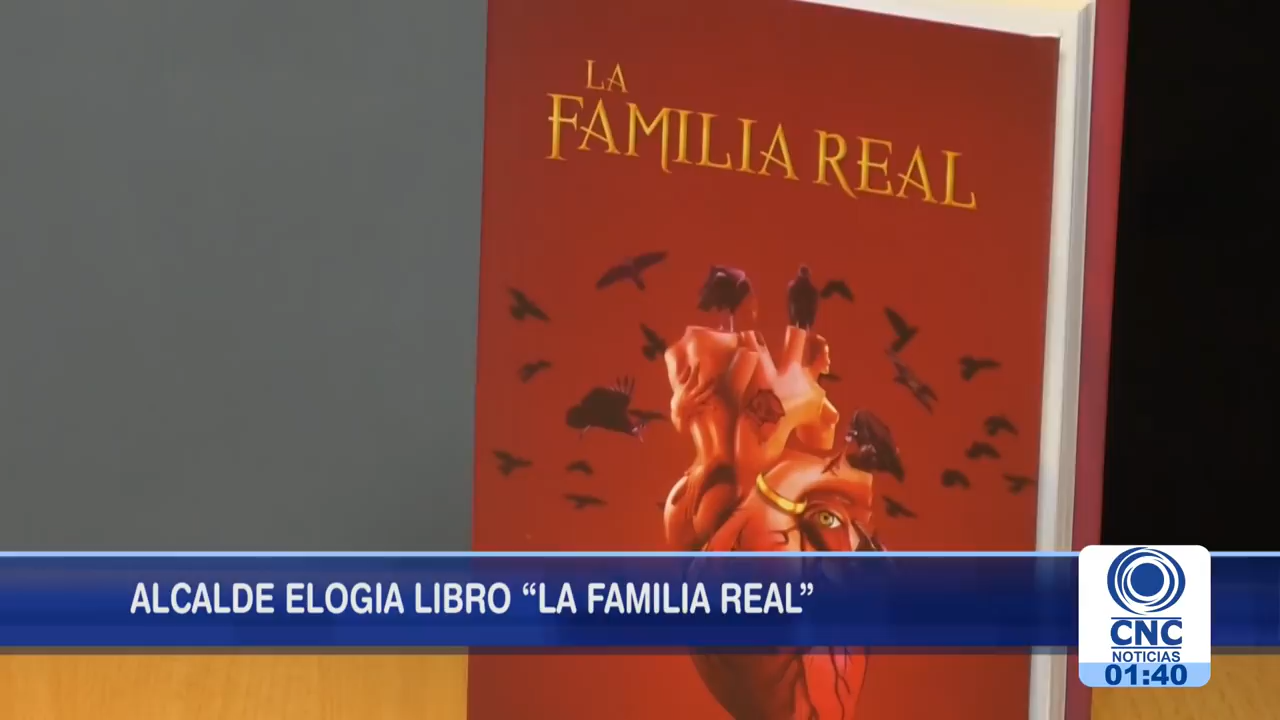 LA
FAMILIA REAL
ALCALDE ELOGIA LIBRO “LA FAMILIA REAL”
CNC
NOTICIAS
01:40